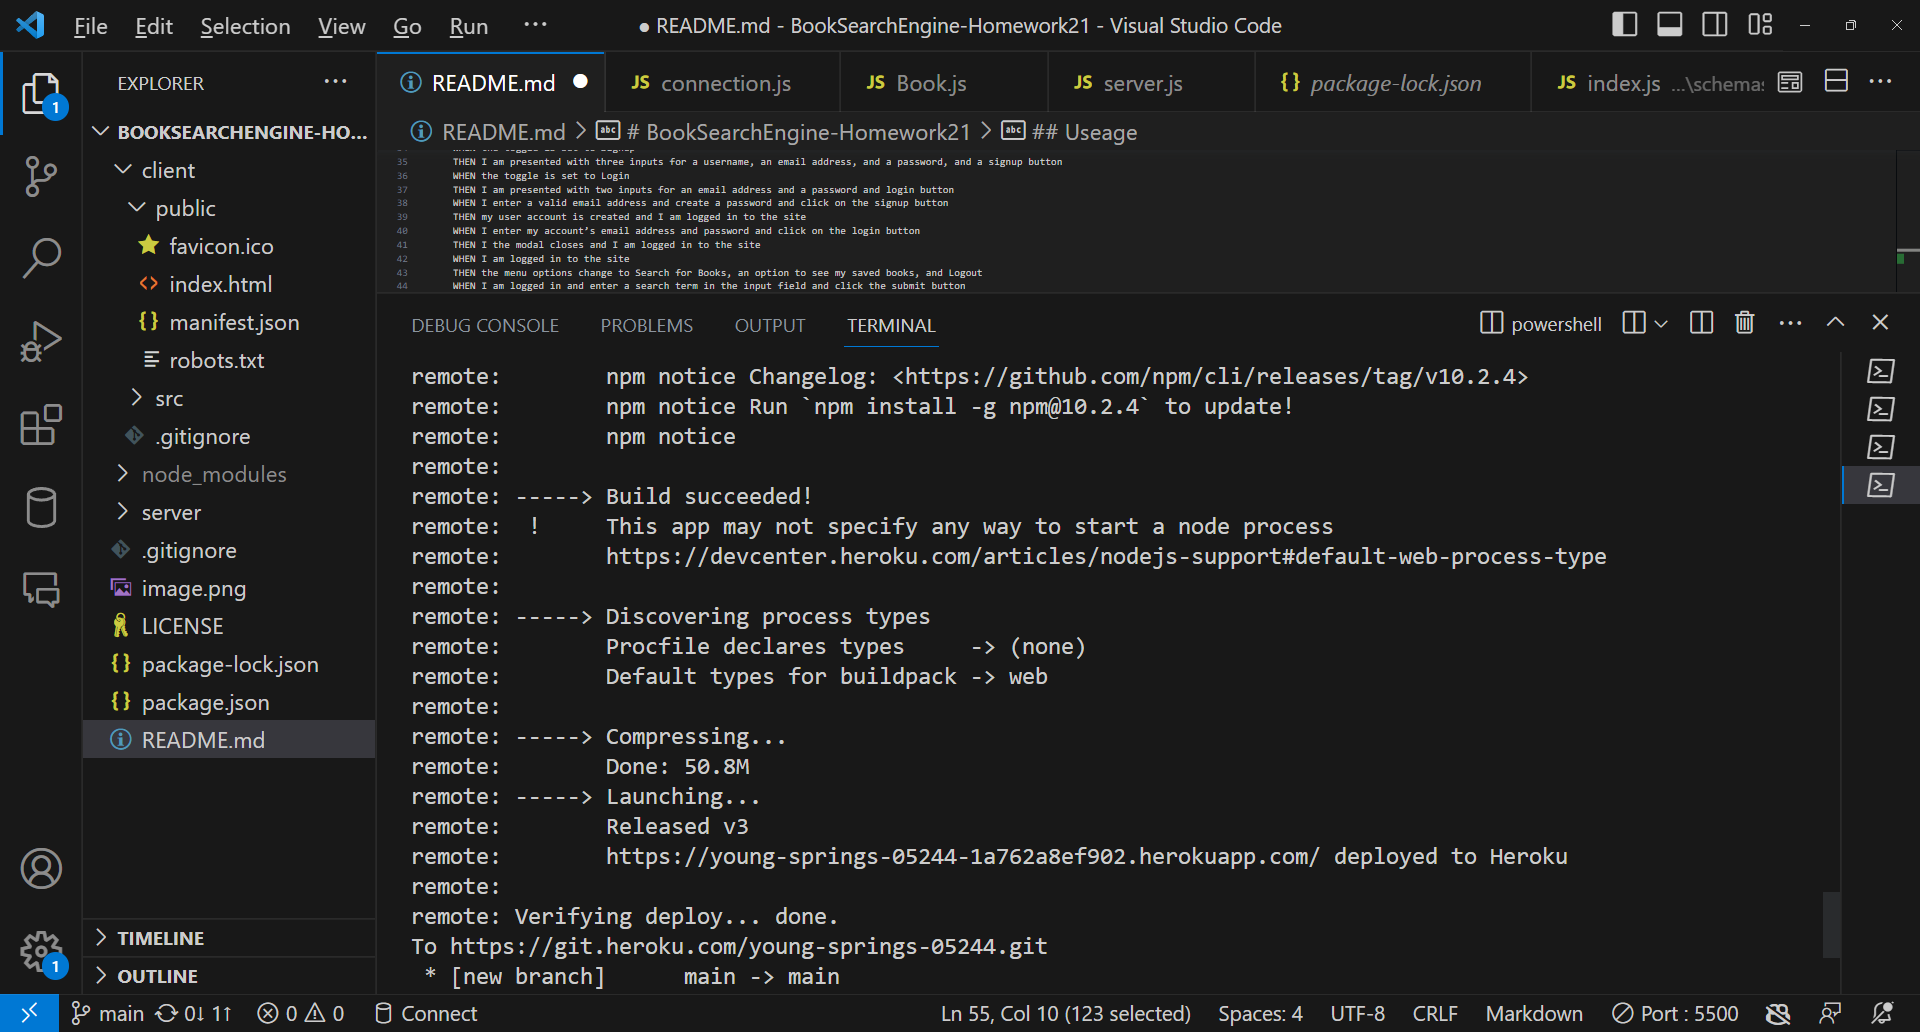 File Edit Selection View Go Run ··· ● README.md - BookSearchEngine-Homework21 - Visual Studio Code
EXPLORER ···
BOOKSEARCHENGINE-HO...
client
public
favicon.ico
index.html
manifest.json
robots.txt
src
.gitignore
node_modules
server
.gitignore
image.png
LICENSE
package-lock.json
package.json
README.md
TIMELINE
OUTLINE
1
1
README.md ● JS connection.js JS Book.js JS server.js {} package-lock.json JS index.js ...\schemas ···
README.md > abc # BookSearchEngine-Homework21 > abc ## Useage
35 THEN I am presented with three inputs for a username, an email address, and a password, and a signup button
36 WHEN the toggle is set to Login
37 THEN I am presented with two inputs for an email address and a password and login button
38 WHEN I enter a valid email address and create a password and click on the signup button
39 THEN my user account is created and I am logged in to the site
40 WHEN I enter my account’s email address and password and click on the login button
41 THEN I the modal closes and I am logged in to the site
42 WHEN I am logged in to the site
43 THEN the menu options change to Search for Books, an option to see my saved books, and Logout
44 WHEN I am logged in and enter a search term in the input field and click the submit button
DEBUG CONSOLE PROBLEMS OUTPUT TERMINAL powershell ···
remote: npm notice Changelog: <https://github.com/npm/cli/releases/tag/v10.2.4>
remote: npm notice Run `npm install -g npm@10.2.4` to update!
remote: npm notice
remote:
remote: -----> Build succeeded!
remote: ! This app may not specify any way to start a node process
remote: https://devcenter.heroku.com/articles/nodejs-support#default-web-process-type
remote:
remote: -----> Discovering process types
remote: Procfile declares types -> (none)
remote: Default types for buildpack -> web
remote:
remote: -----> Compressing...
remote: Done: 50.8M
remote: -----> Launching...
remote: Released v3
remote: https://young-springs-05244-1a762a8ef902.herokuapp.com/ deployed to Heroku
remote:
remote: Verifying deploy... done.
To https://git.heroku.com/young-springs-05244.git
* [new branch] main -> main
main 0↓ 1↑ 0 0 Connect Ln 55, Col 10 (123 selected) Spaces: 4 UTF-8 CRLF Markdown Port : 5500